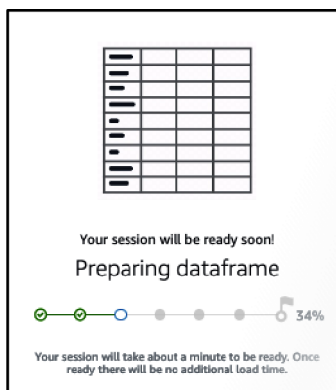 Your session will be ready soon!
Preparing dataframe
34%
Your session will take about a minute to be ready. Once
ready there will be no additional load time.